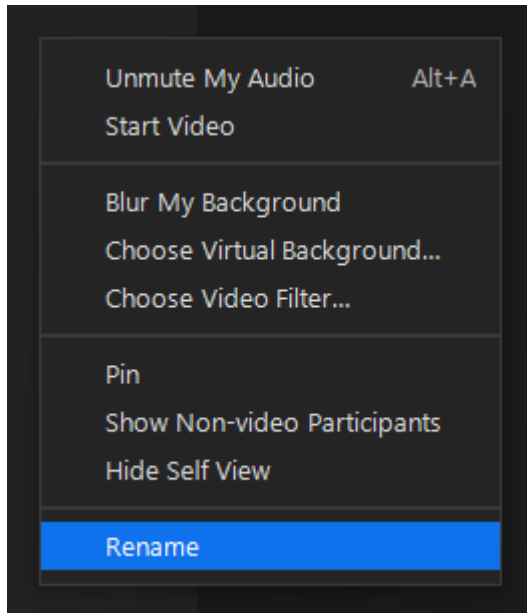 Unmute My Audio Alt+A
Start Video
Blur My Background
Choose Virtual Background...
Choose Video Filter...
Pin
Show Non-video Participants
Hide Self View
Rename